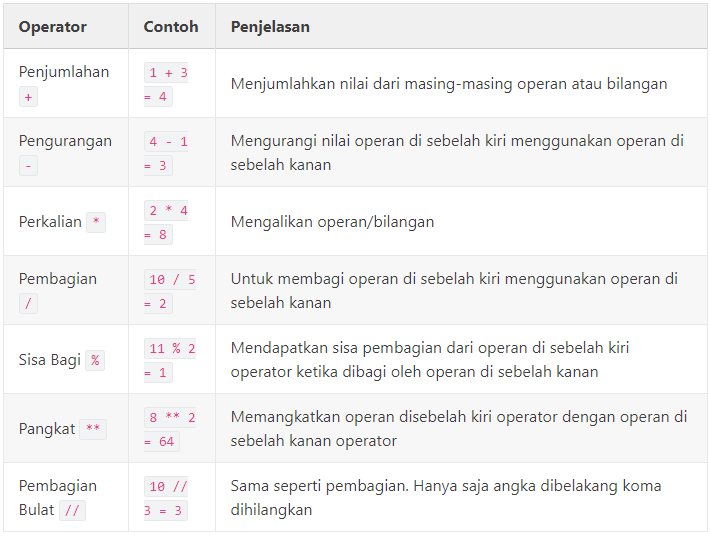 Operator Contoh Penjelasan
Penjumlahan 1 + 3 Menjumlahkan nilai dari masing-masing operan atau bilangan
+ = 4
Pengurangan 4 - 1 Mengurangi nilai operan di sebelah kiri menggunakan operan di
- = 3 sebelah kanan
Perkalian * 2 * 4 Mengalikan operan/bilangan
= 8
Pembagian 10 / 5 Untuk membagi operan di sebelah kiri menggunakan operan di
/ = 2 sebelah kanan
Sisa Bagi % 11 % 2 Mendapatkan sisa pembagian dari operan di sebelah kiri
= 1 operator ketika dibagi oleh operan di sebelah kanan
Pangkat ** 8 ** 2 Memangkatkan operan disebelah kiri operator dengan operan di
= 64 sebelah kanan operator
Pembagian 10 // Sama seperti pembagian. Hanya saja angka dibelakang koma
Bulat // 3 = 3 dihilangkan